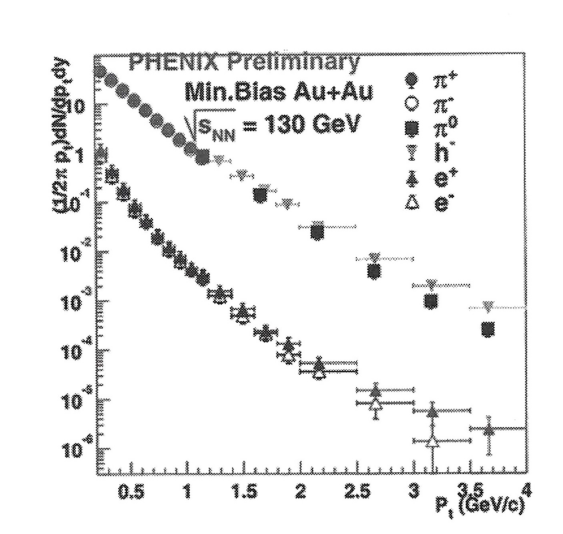 PHENIX Preliminary
Min.Bias Au+Au
√s_NN = 130 GeV
π⁺
π⁻
π⁰
h⁻
e⁺
e⁻
(1/2π pₜ)dN/dpₜdy
10
1
10⁻¹
10⁻²
10⁻³
10⁻⁴
10⁻⁵
10⁻⁶
0.5 1 1.5 2 2.5 3 3.5 4
Pₜ (GeV/c)